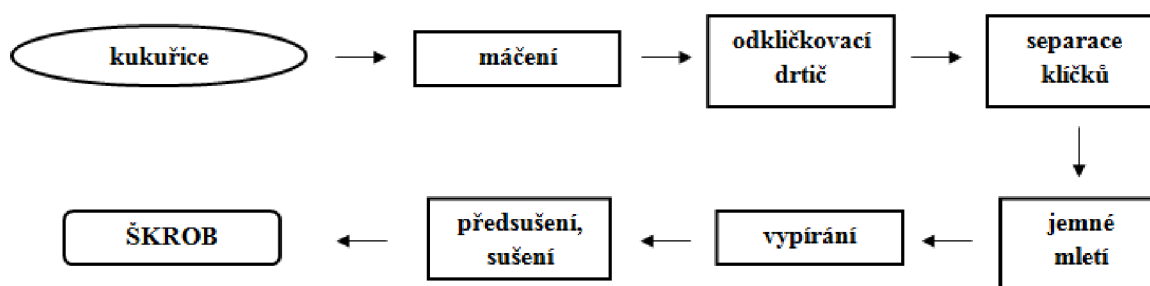 kukuřice
máčení
odkličkovací
drtič
separace
klíčků
jemné
mletí
vypírání
předsušení,
sušení
ŠKROB